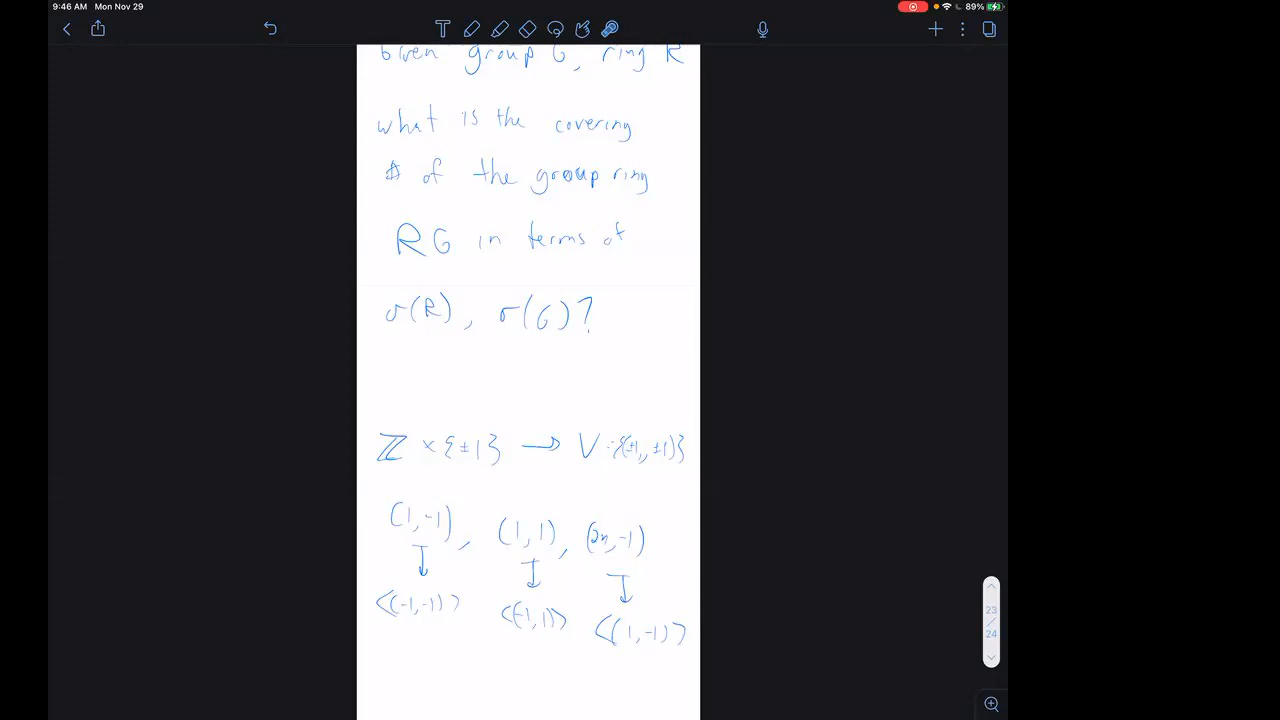 9:46 AM Mon Nov 29
89%
T
Given group G, ring R
what is the covering
# of the group ring
RG in terms of
σ(R), σ(G)?
ℤ × {±1} → V = {(±1, ±1)}
(1,-1), (1,1), (2n,-1)
↓ ↓ ↓
<(-1,-1)> <(-1,1)> <(1,-1)>
23
/
24